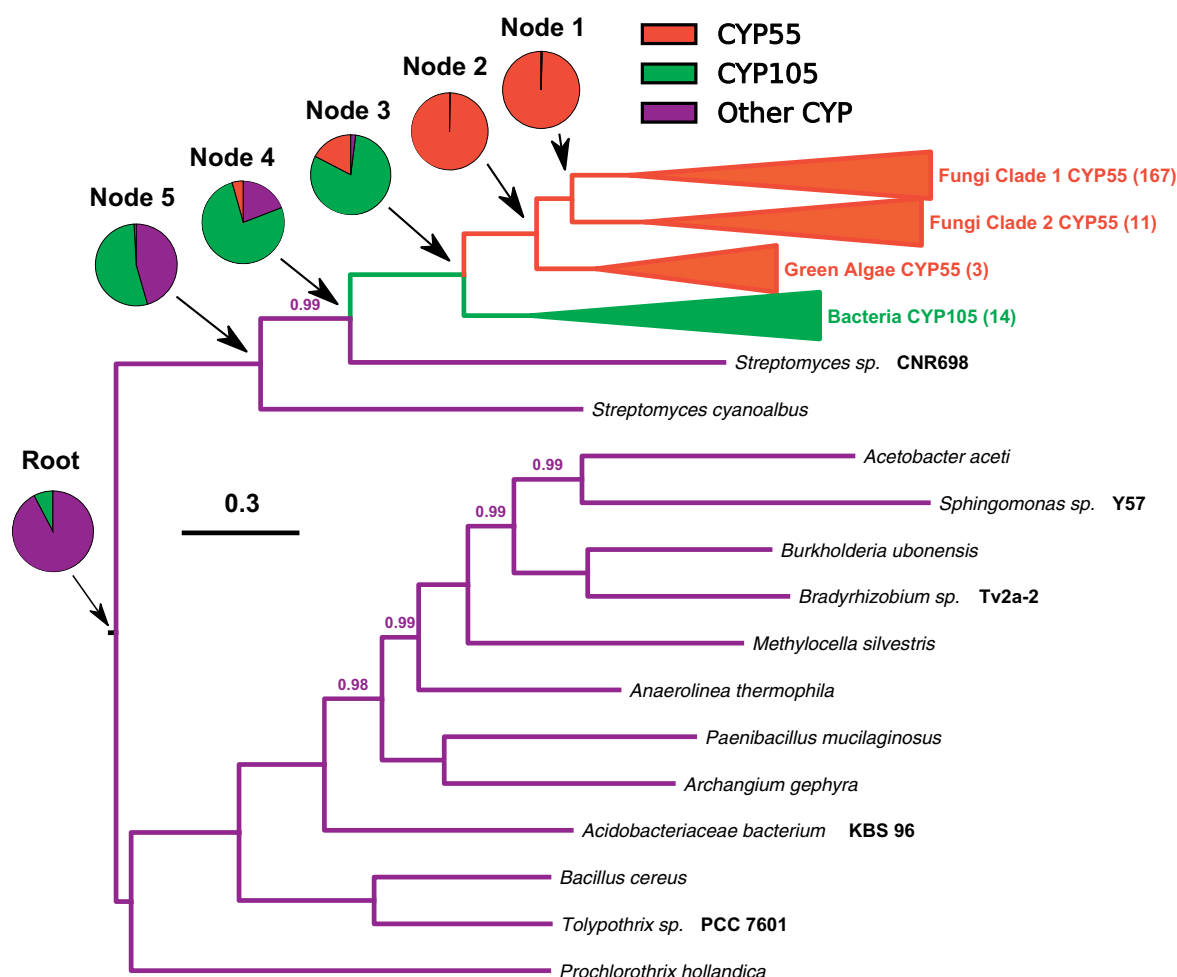 Node 1
CYP55
Node 2
CYP105
Node 3
Other CYP
Node 4
Node 5
Fungi Clade 1 CYP55 (167)
Fungi Clade 2 CYP55 (11)
Green Algae CYP55 (3)
0.99
Bacteria CYP105 (14)
Streptomyces sp. CNR698
Streptomyces cyanoalbus
Root
Acetobacter aceti
0.99
0.3
Sphingomonas sp. Y57
0.99
Burkholderia ubonensis
Bradyrhizobium sp. Tv2a-2
0.99
Methylocella silvestris
0.98
Anaerolinea thermophila
Paenibacillus mucilaginosus
Archangium gephyra
Acidobacteriaceae bacterium KBS 96
Bacillus cereus
Tolypothrix sp. PCC 7601
Prochlorothrix hollandica